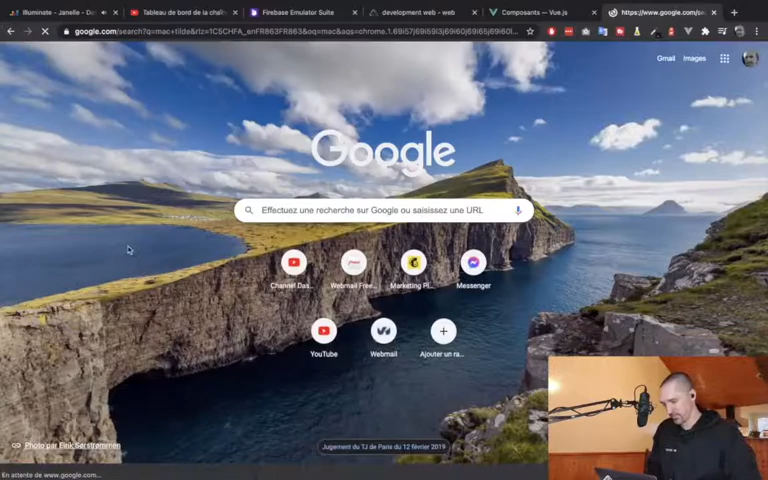 Illuminate - Janelle - De
Tableau de bord de la chaîn
Firebase Emulator Suite
development web - web
Composants — Vue.js
https://www.google.com/se
google.com/search?q=mac+tilde&rlz=1C5CHFA_enFR863FR863&oq=mac&aqs=chrome.1.69i57j69i59l3j69i60j69i65j69i60l...
Gmail Images
Google
Effectuez une recherche sur Google ou saisissez une URL
Channel Das... Webmail Free... Marketing Pl... Messenger
YouTube Webmail Ajouter un ra...
Photo par Eirik Sørstrømmen
Jugement du TJ de Paris du 12 février 2019
En attente de www.google.com...